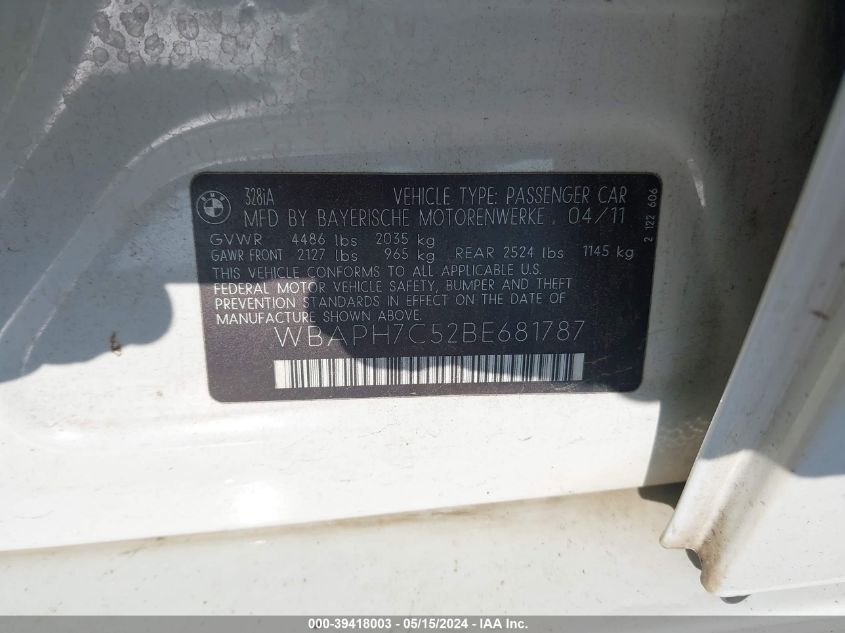 BMW
328iA VEHICLE TYPE: PASSENGER CAR
MFD BY BAYERISCHE MOTORENWERKE . 04/11
GVWR 4486 lbs 2035 kg
GAWR FRONT 2127 lbs 965 kg REAR 2524 lbs 1145 kg
THIS VEHICLE CONFORMS TO ALL APPLICABLE U.S.
FEDERAL MOTOR VEHICLE SAFETY, BUMPER AND THEFT
PREVENTION STANDARDS IN EFFECT ON THE DATE OF
MANUFACTURE SHOWN ABOVE.
WBAPH7C52BE681787
2 122 606
000-39418003 - 05/15/2024 - IAA Inc.